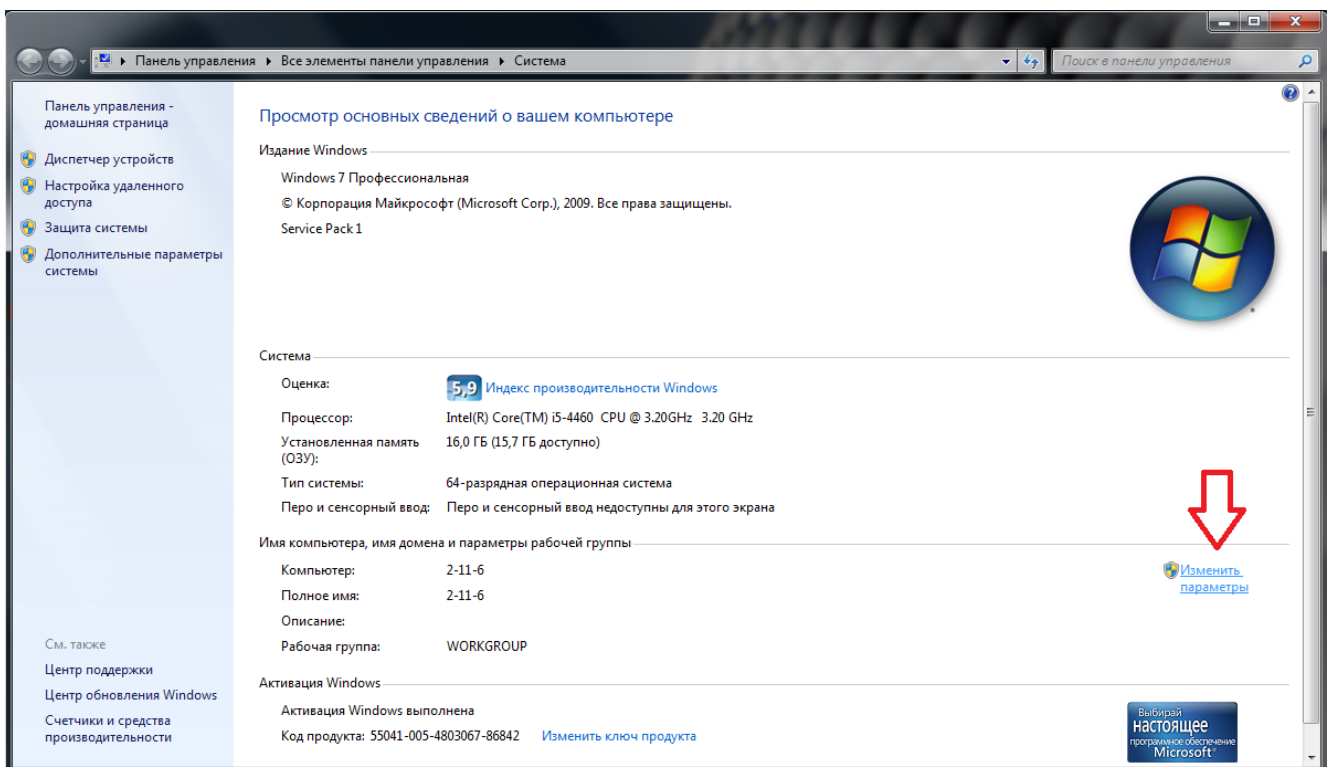 Панель управления
Все элементы панели управления
Система
Поиск в панели управления
Панель управления -
домашняя страница
Диспетчер устройств
Настройка удаленного
доступа
Защита системы
Дополнительные параметры
системы
См. также
Центр поддержки
Центр обновления Windows
Счетчики и средства
производительности
Просмотр основных сведений о вашем компьютере
Издание Windows
Windows 7 Профессиональная
© Корпорация Майкрософт (Microsoft Corp.), 2009. Все права защищены.
Service Pack 1
Система
Оценка:
5,9 Индекс производительности Windows
Процессор:
Intel(R) Core(TM) i5-4460 CPU @ 3.20GHz 3.20 GHz
Установленная память
(ОЗУ):
16,0 ГБ (15,7 ГБ доступно)
Тип системы:
64-разрядная операционная система
Перо и сенсорный ввод:
Перо и сенсорный ввод недоступны для этого экрана
Имя компьютера, имя домена и параметры рабочей группы
Компьютер:
2-11-6
Изменить
параметры
Полное имя:
2-11-6
Описание:
Рабочая группа:
WORKGROUP
Активация Windows
Активация Windows выполнена
Код продукта: 55041-005-4803067-86842
Изменить ключ продукта
Выбирай
настоящее
программное обеспечение
Microsoft